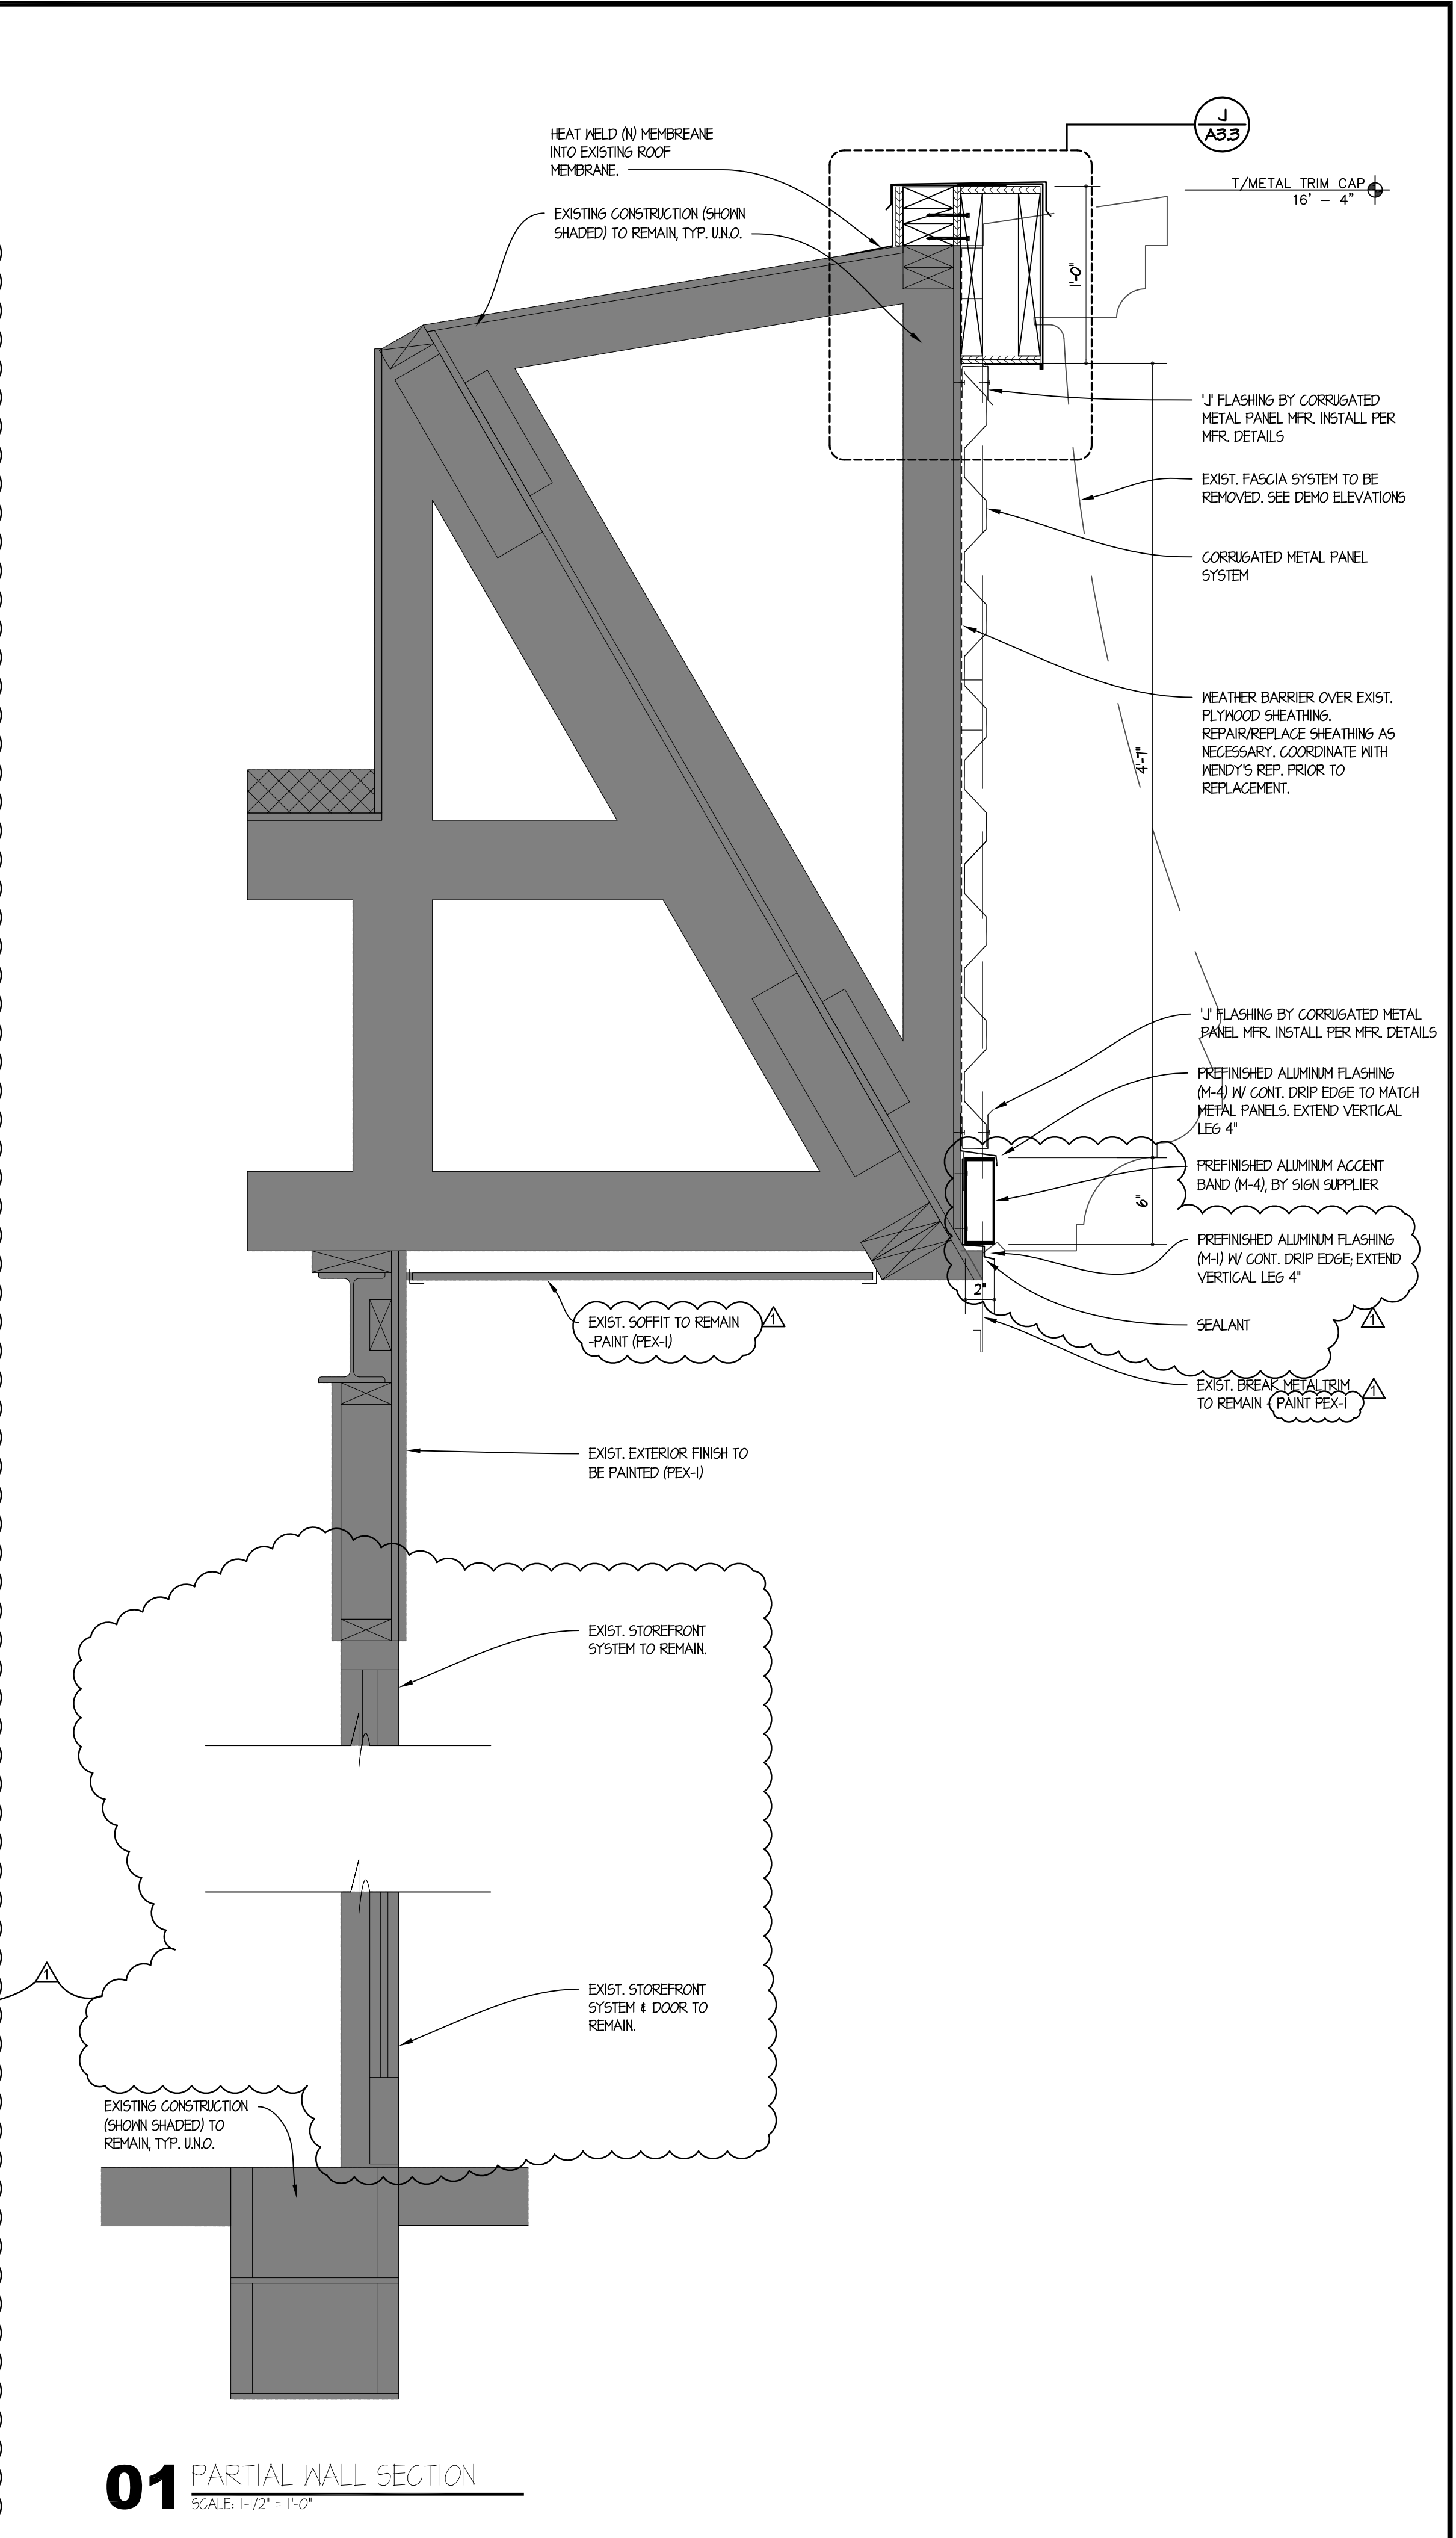 J
A3.3
T/METAL TRIM CAP
16' - 4"
HEAT WELD (N) MEMBREANE
INTO EXISTING ROOF
MEMBRANE.
EXISTING CONSTRUCTION (SHOWN
SHADED) TO REMAIN, TYP. U.N.O.
1'-0"
'J' FLASHING BY CORRUGATED
METAL PANEL MFR. INSTALL PER
MFR. DETAILS
EXIST. FASCIA SYSTEM TO BE
REMOVED. SEE DEMO ELEVATIONS
CORRUGATED METAL PANEL
SYSTEM
WEATHER BARRIER OVER EXIST.
PLYWOOD SHEATHING.
REPAIR/REPLACE SHEATHING AS
NECESSARY. COORDINATE WITH
WENDY'S REP. PRIOR TO
REPLACEMENT.
4'-7"
'J' FLASHING BY CORRUGATED METAL
PANEL MFR. INSTALL PER MFR. DETAILS
PREFINISHED ALUMINUM FLASHING
(M-4) W/ CONT. DRIP EDGE TO MATCH
METAL PANELS. EXTEND VERTICAL
LEG 4"
PREFINISHED ALUMINUM ACCENT
BAND (M-4), BY SIGN SUPPLIER
6"
PREFINISHED ALUMINUM FLASHING
(M-1) W/ CONT. DRIP EDGE; EXTEND
VERTICAL LEG 4"
2"
SEALANT
1
EXIST. BREAK METAL TRIM
TO REMAIN - PAINT PEX-1
1
EXIST. SOFFIT TO REMAIN
-PAINT (PEX-1)
1
EXIST. EXTERIOR FINISH TO
BE PAINTED (PEX-1)
EXIST. STOREFRONT
SYSTEM TO REMAIN.
EXIST. STOREFRONT
SYSTEM & DOOR TO
REMAIN.
1
EXISTING CONSTRUCTION
(SHOWN SHADED) TO
REMAIN, TYP. U.N.O.
01 PARTIAL WALL SECTION
SCALE: 1-1/2" = 1'-0"